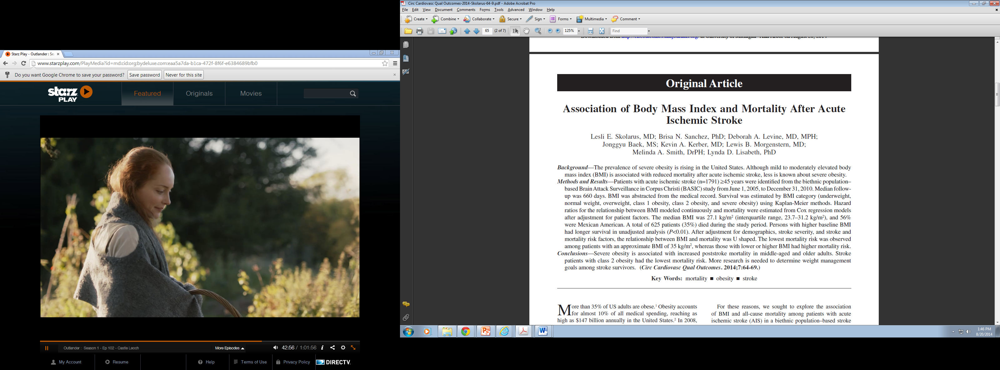 Starz Play - Outlander : Se
www.starzplay.com/PlayMedia?id=md:cid:org:bydeluxe.com:eaa5a7da-b1ca-472f-8f6f-e6384689bfb0
Do you want Google Chrome to save your password? Save password Never for this site
starz PLAY
Featured Originals Movies
42:56 / 1:01:56
Outlander : Season 1 - Ep 102 - Castle Leoch
More Episodes
My Account Resume Help Terms of Use Privacy Policy DIRECTV.
Circ Cardiovasc Qual Outcomes-2014-Skolarus-64-9.pdf - Adobe Acrobat Pro
File Edit View Document Comments Forms Tools Advanced Window Help
Create Combine Collaborate Secure Sign Forms Multimedia Comment
65 (2 of 7) 125% Find
Original Article
Association of Body Mass Index and Mortality After Acute
Ischemic Stroke
Lesli E. Skolarus, MD; Brisa N. Sanchez, PhD; Deborah A. Levine, MD, MPH;
Jonggyu Baek, MS; Kevin A. Kerber, MD; Lewis B. Morgenstern, MD;
Melinda A. Smith, DrPH; Lynda D. Lisabeth, PhD
Background—The prevalence of severe obesity is rising in the United States. Although mild to moderately elevated body
mass index (BMI) is associated with reduced mortality after acute ischemic stroke, less is known about severe obesity.
Methods and Results—Patients with acute ischemic stroke (n=1791) ≥45 years were identified from the biethnic population–
based Brain Attack Surveillance in Corpus Christi (BASIC) study from June 1, 2005, to December 31, 2010. Median follow-
up was 660 days. BMI was abstracted from the medical record. Survival was estimated by BMI category (underweight,
normal weight, overweight, class 1 obesity, class 2 obesity, and severe obesity) using Kaplan-Meier methods. Hazard
ratios for the relationship between BMI modeled continuously and mortality were estimated from Cox regression models
after adjustment for patient factors. The median BMI was 27.1 kg/m² (interquartile range, 23.7–31.2 kg/m²), and 56%
were Mexican American. A total of 625 patients (35%) died during the study period. Persons with higher baseline BMI
had longer survival in unadjusted analysis (P<0.01). After adjustment for demographics, stroke severity, and stroke and
mortality risk factors, the relationship between BMI and mortality was U shaped. The lowest mortality risk was observed
among patients with an approximate BMI of 35 kg/m², whereas those with lower or higher BMI had higher mortality risk.
Conclusions—Severe obesity is associated with increased poststroke mortality in middle-aged and older adults. Stroke
patients with class 2 obesity had the lowest mortality risk. More research is needed to determine weight management
goals among stroke survivors. (Circ Cardiovasc Qual Outcomes. 2014;7:64-69.)
Key Words: mortality ■ obesity ■ stroke
More than 35% of US adults are obese.¹ Obesity accounts
for almost 10% of all medical spending, reaching as
high as $147 billion annually in the United States.² In 2008,
For these reasons, we sought to explore the association
of BMI and all-cause mortality among patients with acute
ischemic stroke (AIS) in a biethnic population–based stroke
1:46 PM
8/20/2014